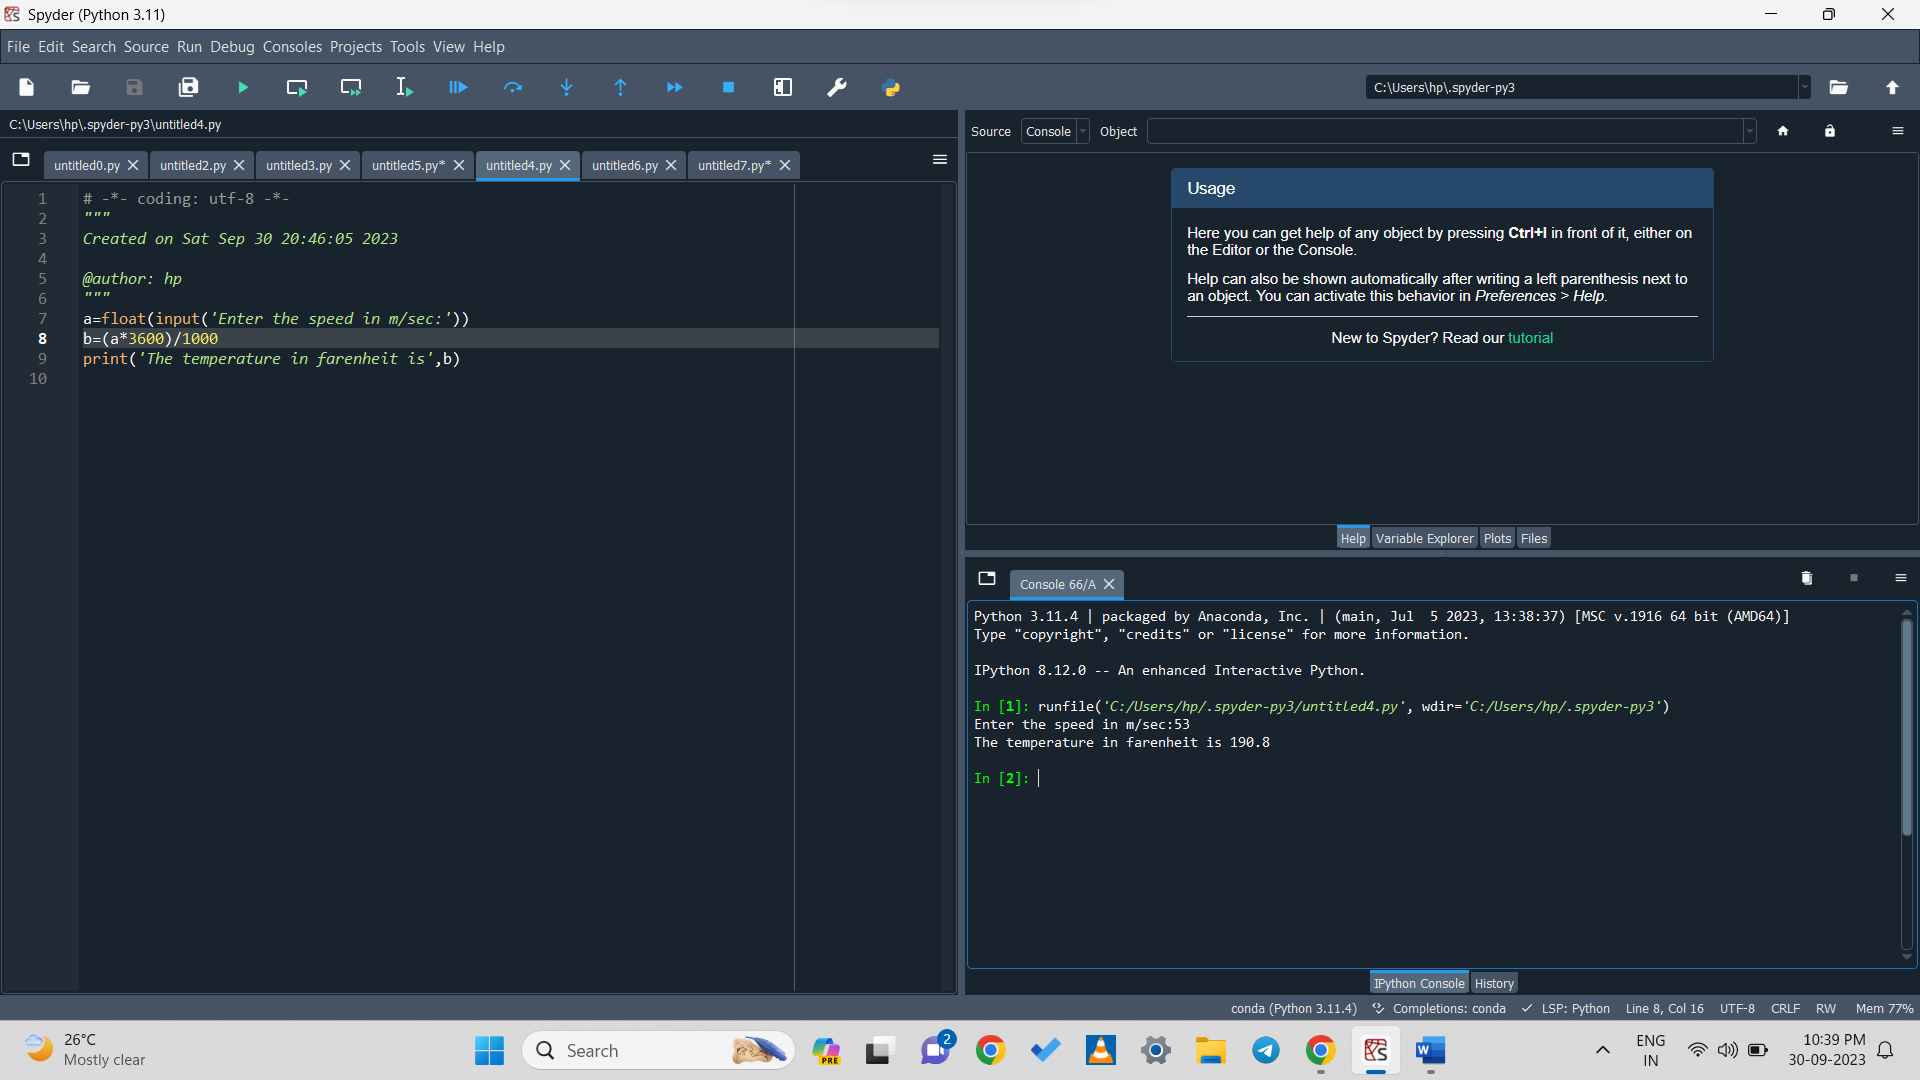 Spyder (Python 3.11)
File Edit Search Source Run Debug Consoles Projects Tools View Help
C:\Users\hp\.spyder-py3
C:\Users\hp\.spyder-py3\untitled4.py
untitled0.py untitled2.py untitled3.py untitled5.py* untitled4.py untitled6.py untitled7.py*
1 # -*- coding: utf-8 -*-
2 """
3 Created on Sat Sep 30 20:46:05 2023
4
5 @author: hp
6 """
7 a=float(input('Enter the speed in m/sec:'))
8 b=(a*3600)/1000
9 print('The temperature in farenheit is',b)
10
Source Console Object
Usage
Here you can get help of any object by pressing Ctrl+I in front of it, either on
the Editor or the Console.
Help can also be shown automatically after writing a left parenthesis next to
an object. You can activate this behavior in Preferences > Help.
New to Spyder? Read our tutorial
Help Variable Explorer Plots Files
Console 66/A
Python 3.11.4 | packaged by Anaconda, Inc. | (main, Jul  5 2023, 13:38:37) [MSC v.1916 64 bit (AMD64)]
Type "copyright", "credits" or "license" for more information.
IPython 8.12.0 -- An enhanced Interactive Python.
In [1]: runfile('C:/Users/hp/.spyder-py3/untitled4.py', wdir='C:/Users/hp/.spyder-py3')
Enter the speed in m/sec:53
The temperature in farenheit is 190.8
In [2]:
IPython Console History
conda (Python 3.11.4) Completions: conda LSP: Python Line 8, Col 16 UTF-8 CRLF RW Mem 77%
26°C
Mostly clear
Search
PRE
2
ENG
IN
10:39 PM
30-09-2023